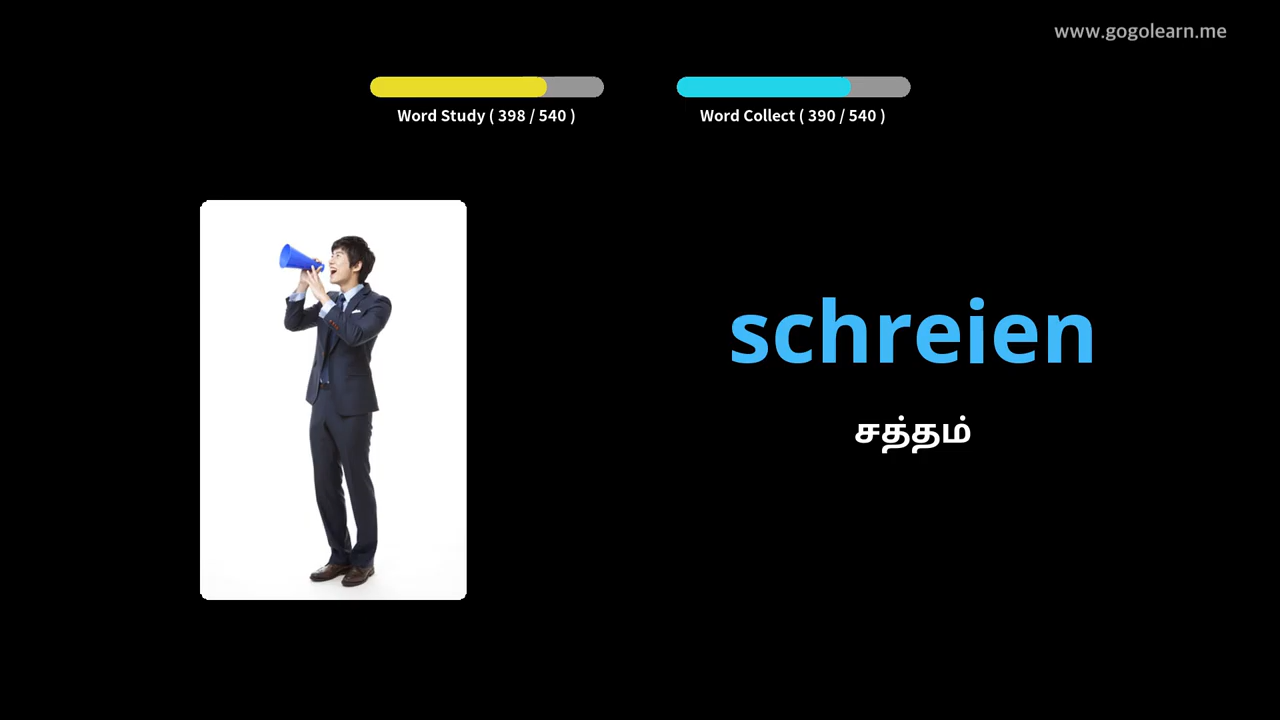 www.gogolearn.me
Word Study ( 398 / 540 )
Word Collect ( 390 / 540 )
schreien
சத்தம்